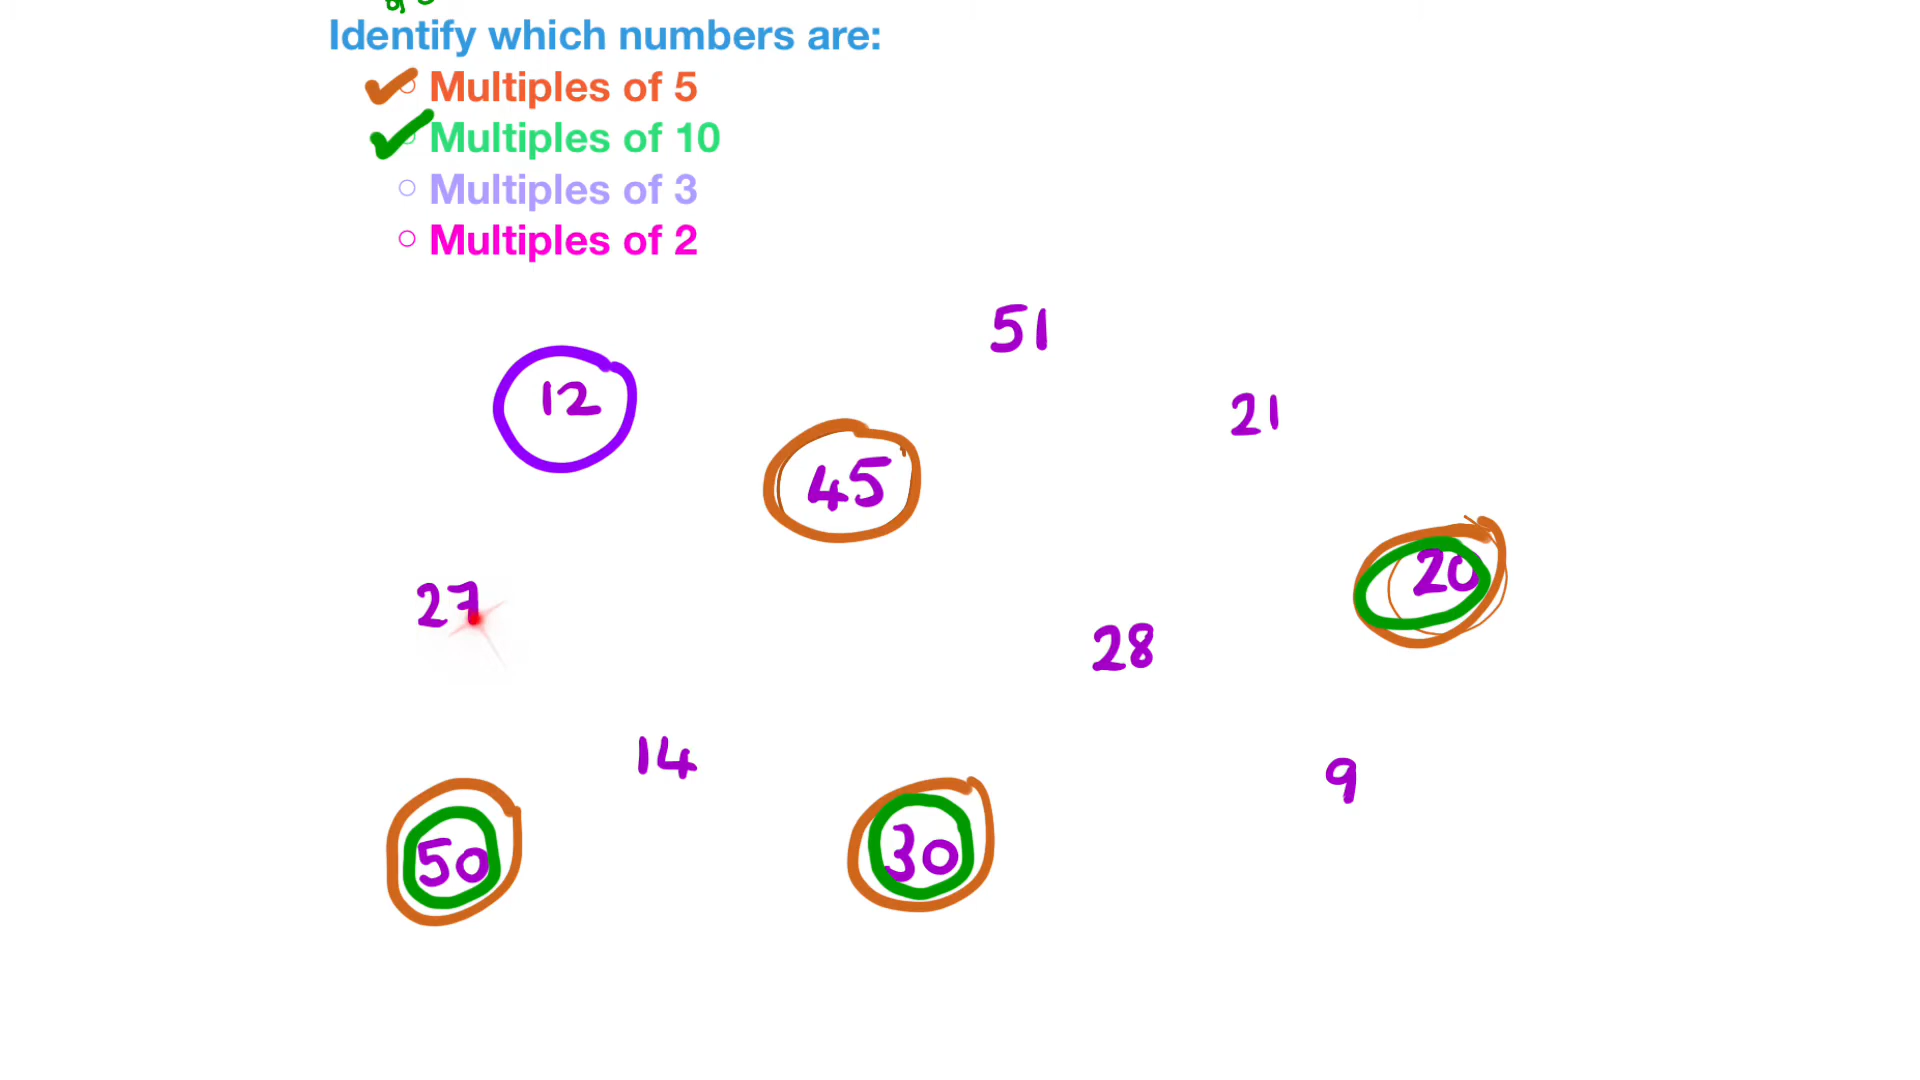 Identify which numbers are:
Multiples of 5
Multiples of 10
Multiples of 3
Multiples of 2
51
12
21
45
20
27
28
14
9
50
30